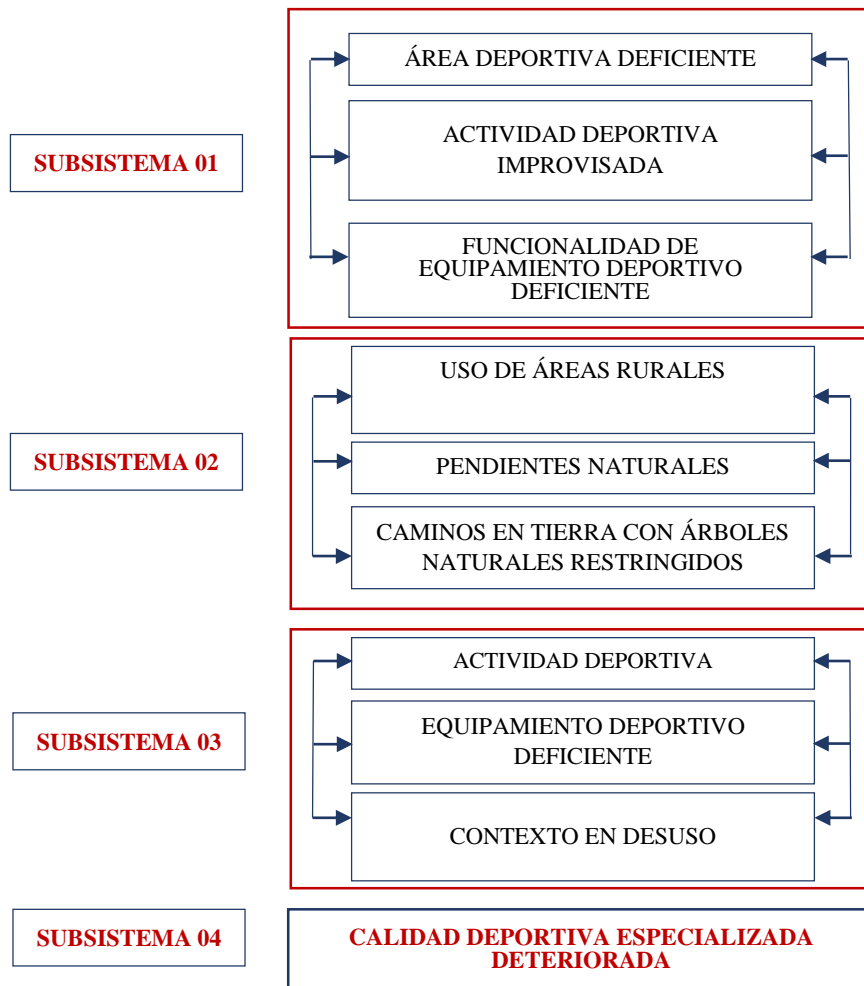 SUBSISTEMA 01
ÁREA DEPORTIVA DEFICIENTE
ACTIVIDAD DEPORTIVA
IMPROVISADA
FUNCIONALIDAD DE
EQUIPAMIENTO DEPORTIVO
DEFICIENTE
SUBSISTEMA 02
USO DE ÁREAS RURALES
PENDIENTES NATURALES
CAMINOS EN TIERRA CON ÁRBOLES
NATURALES RESTRINGIDOS
SUBSISTEMA 03
ACTIVIDAD DEPORTIVA
EQUIPAMIENTO DEPORTIVO
DEFICIENTE
CONTEXTO EN DESUSO
SUBSISTEMA 04
CALIDAD DEPORTIVA ESPECIALIZADA
DETERIORADA